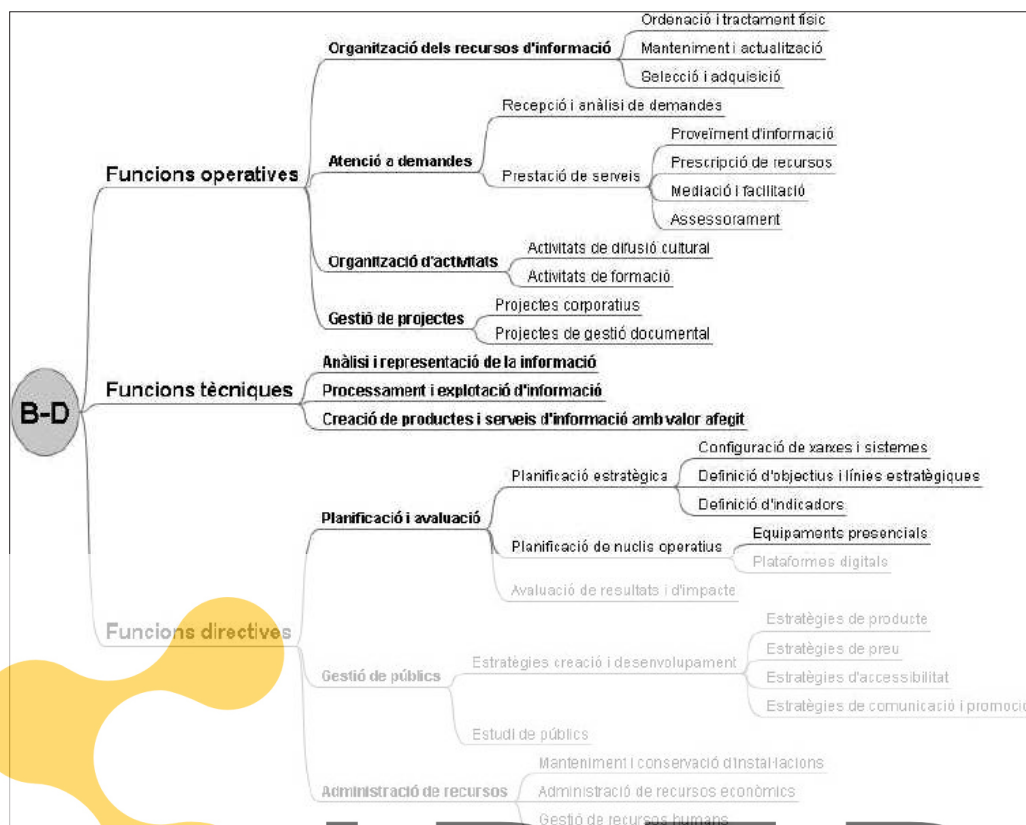 B-D
Funcions operatives
Organització dels recursos d'informació
Ordenació i tractament físic
Manteniment i actualització
Selecció i adquisició
Atenció a demandes
Recepció i anàlisi de demandes
Prestació de serveis
Proveïment d'informació
Prescripció de recursos
Mediació i facilitació
Assessorament
Organització d'activitats
Activitats de difusió cultural
Activitats de formació
Gestió de projectes
Projectes corporatius
Projectes de gestió documental
Funcions tècniques
Anàlisi i representació de la informació
Processament i explotació d'informació
Creació de productes i serveis d'informació amb valor afegit
Funcions directives
Planificació i avaluació
Planificació estratègica
Configuració de xarxes i sistemes
Definició d'objectius i línies estratègiques
Definició d'indicadors
Planificació de nuclis operatius
Equipaments presencials
Plataformes digitals
Avaluació de resultats i d'impacte
Gestió de públics
Estratègies creació i desenvolupament
Estratègies de producte
Estratègies de preu
Estratègies d'accessibilitat
Estratègies de comunicació i promoció
Estudi de públics
Administració de recursos
Manteniment i conservació d'instal·lacions
Administració de recursos econòmics
Gestió de recursos humans